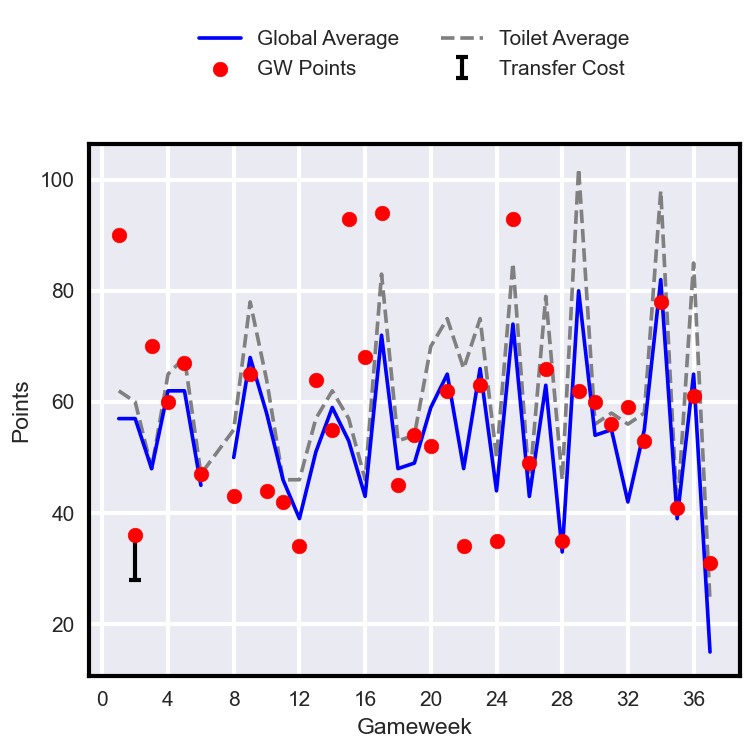 Global Average
Toilet Average
GW Points
Transfer Cost
100
80
60
40
20
Points
0 4 8 12 16 20 24 28 32 36
Gameweek